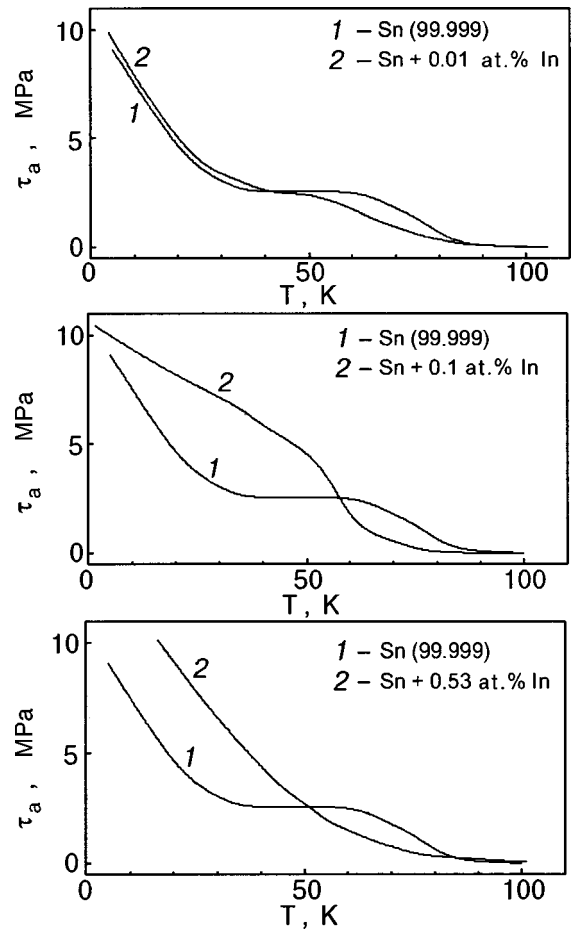 10
1 – Sn (99.999)
2 – Sn + 0.01 at.% In
2
1
τa , MPa
5
0
0
50
100
T , K
10
1 – Sn (99.999)
2 – Sn + 0.1 at.% In
2
1
τa , MPa
5
0
0
50
100
T , K
10
1 – Sn (99.999)
2 – Sn + 0.53 at.% In
2
1
τa , MPa
5
0
0
50
100
T , K